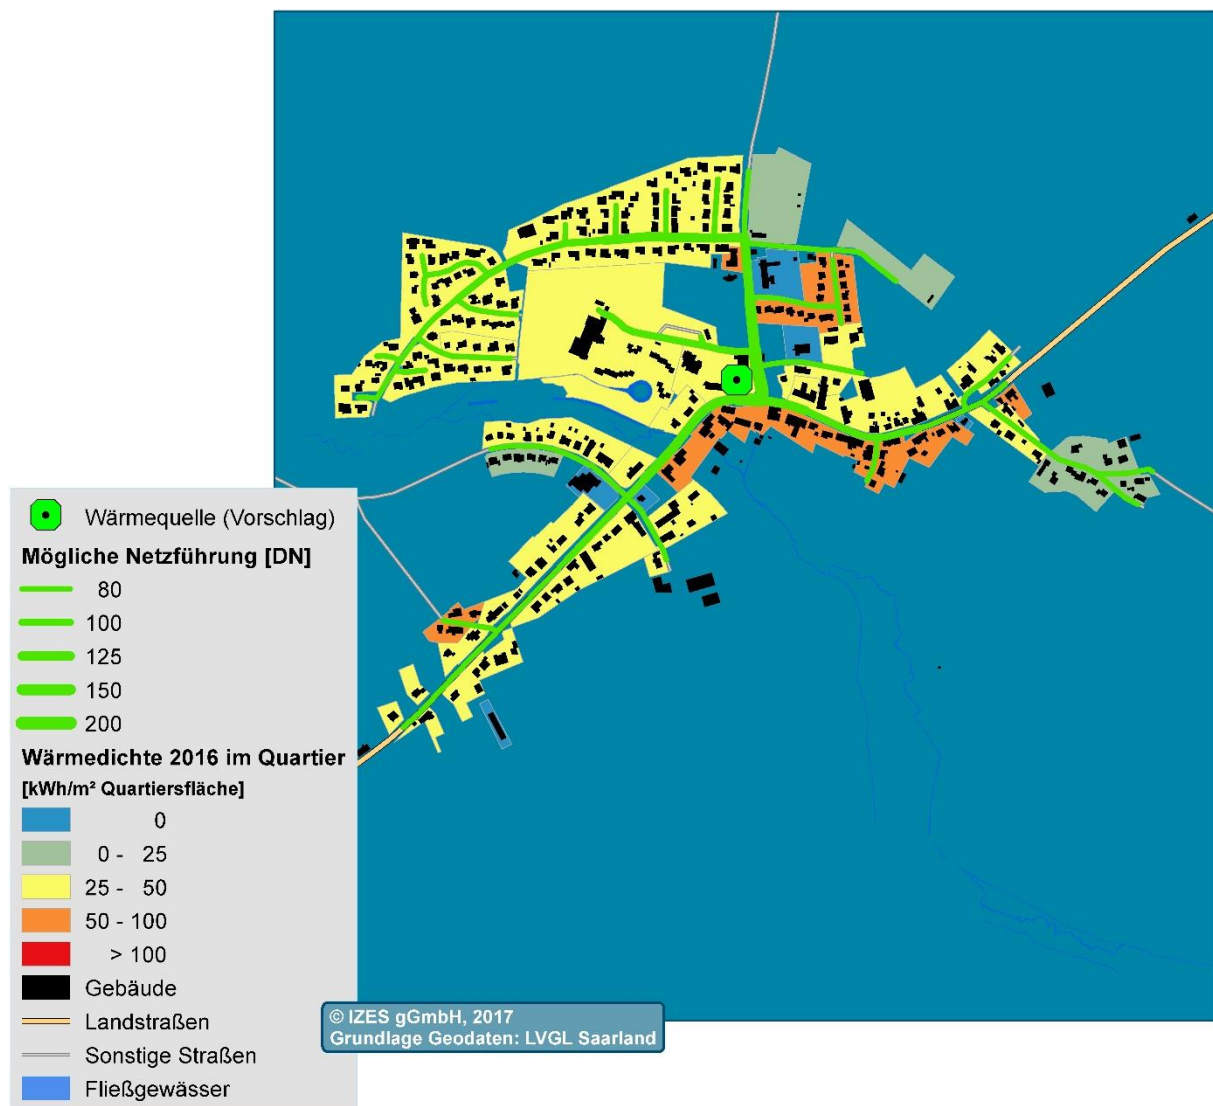 Wärmequelle (Vorschlag)
Mögliche Netzführung [DN]
80
100
125
150
200
Wärmedichte 2016 im Quartier
[kWh/m² Quartiersfläche]
0
0 - 25
25 - 50
50 - 100
> 100
Gebäude
Landstraßen
Sonstige Straßen
Fließgewässer
© IZES gGmbH, 2017
Grundlage Geodaten: LVGL Saarland